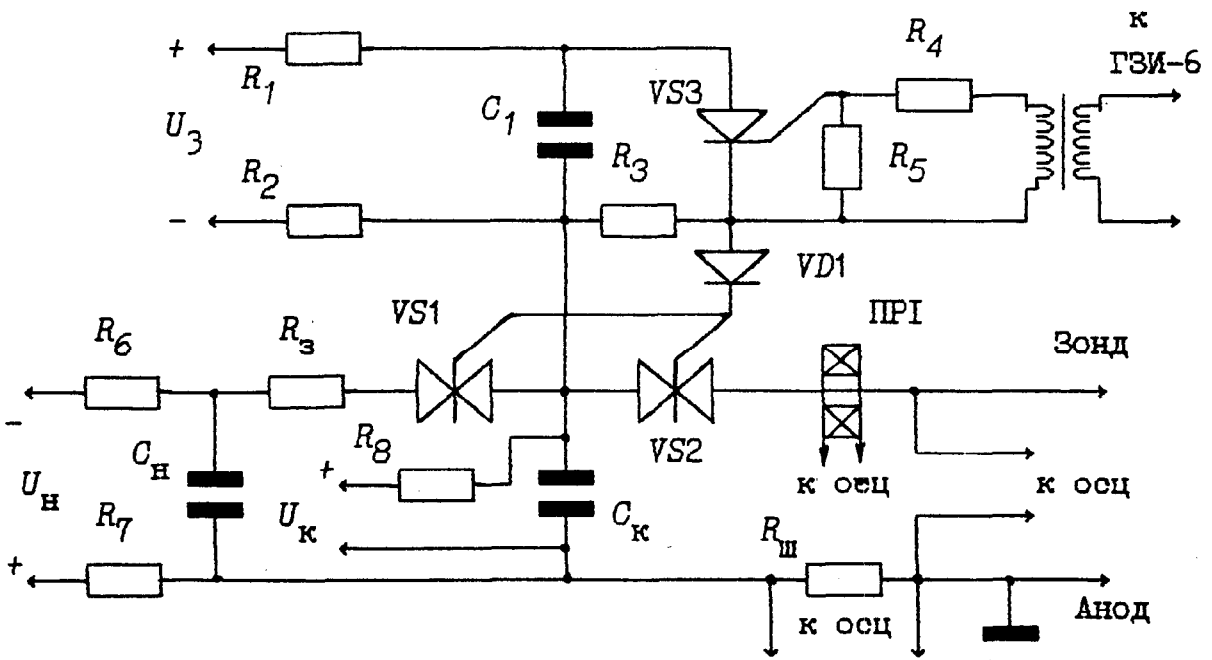 к
ГЗИ-6
+
R1
U3
C1
VS3
R4
R5
R2
-
R3
VD1
VS1
ПРI
Зонд
R6
Rз
-
Cн
R8
+
VS2
к осц
к осц
Uн
R7
Uк
Cк
Rш
+
к осц
Анод